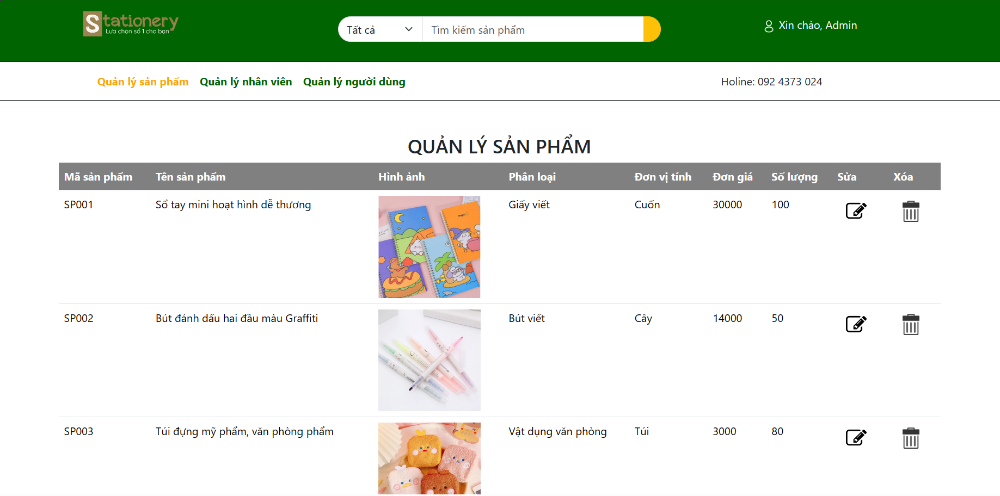 Stationery
Lựa chọn số 1 cho bạn
Tất cả
Tìm kiếm sản phẩm
Xin chào, Admin
Quản lý sản phẩm Quản lý nhân viên Quản lý người dùng
Holine: 092 4373 024
QUẢN LÝ SẢN PHẨM
Mã sản phẩm Tên sản phẩm Hình ảnh Phân loại Đơn vị tính Đơn giá Số lượng Sửa Xóa
SP001 Sổ tay mini hoạt hình dễ thương Giấy viết Cuốn 30000 100
SP002 Bút đánh dấu hai đầu màu Graffiti Bút viết Cây 14000 50
SP003 Túi đựng mỹ phẩm, văn phòng phẩm Vật dụng văn phòng Túi 3000 80